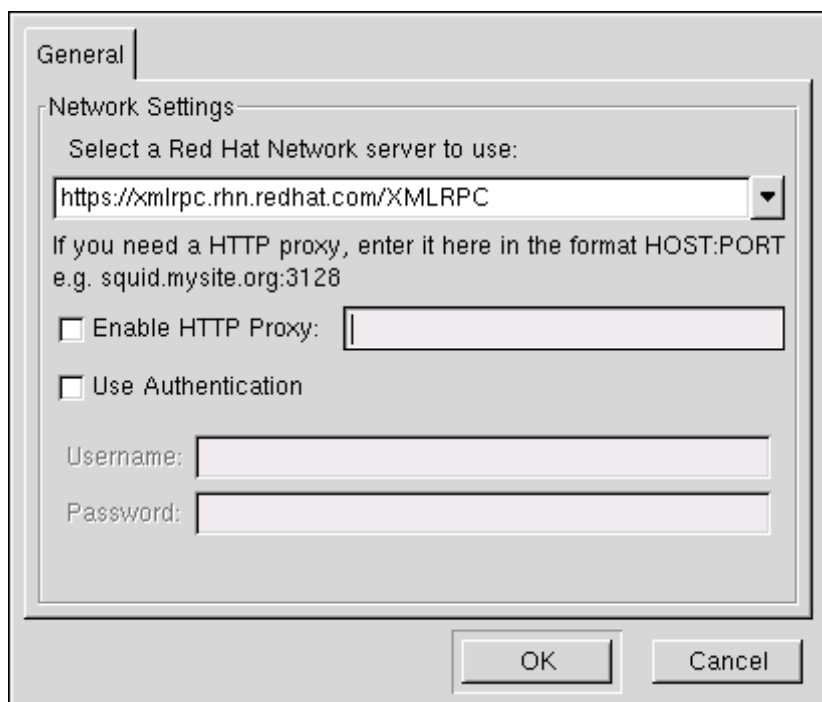 General
Network Settings
Select a Red Hat Network server to use:
https://xmlrpc.rhn.redhat.com/XMLRPC
If you need a HTTP proxy, enter it here in the format HOST:PORT
e.g. squid.mysite.org:3128
Enable HTTP Proxy:
Use Authentication
Username:
Password:
OK
Cancel